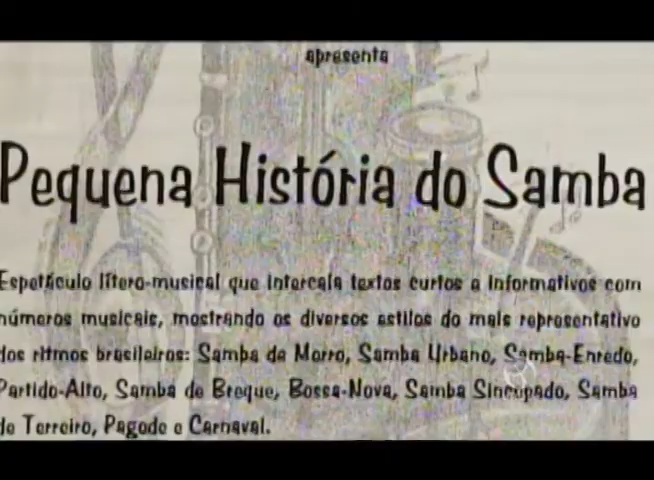 apresenta
Pequena História do Samba
Espetáculo lítero-musical que intercala textos curtos e informativos com
números musicais, mostrando os diversos estilos do mais representativo
dos ritmos brasileiros: Samba de Morro, Samba Urbano, Samba-Enredo,
Partido-Alto, Samba de Breque, Bossa-Nova, Samba Sincopado, Samba
de Terreiro, Pagode e Carnaval.